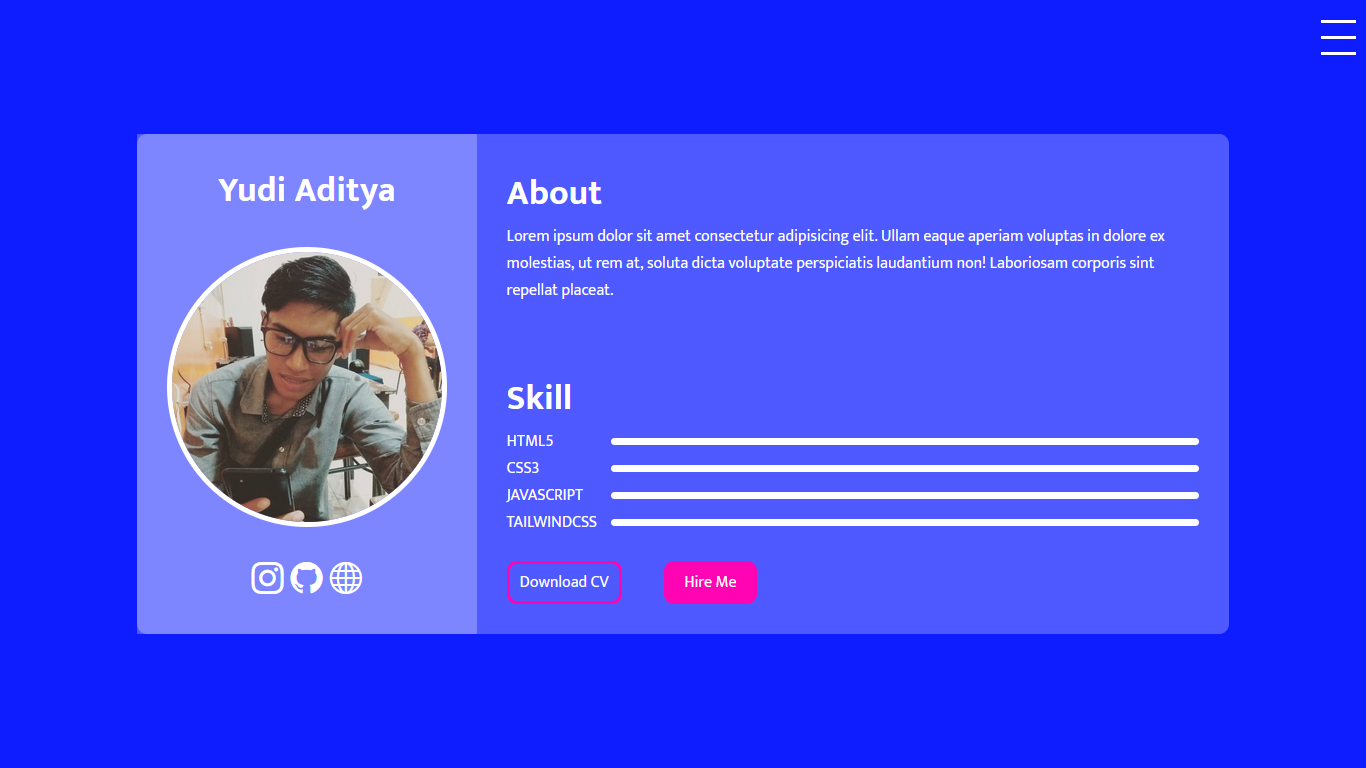 Yudi Aditya
About
Lorem ipsum dolor sit amet consectetur adipisicing elit. Ullam eaque aperiam voluptas in dolore ex
molestias, ut rem at, soluta dicta voluptate perspiciatis laudantium non! Laboriosam corporis sint
repellat placeat.
Skill
HTML5
CSS3
JAVASCRIPT
TAILWINDCSS
Download CV
Hire Me